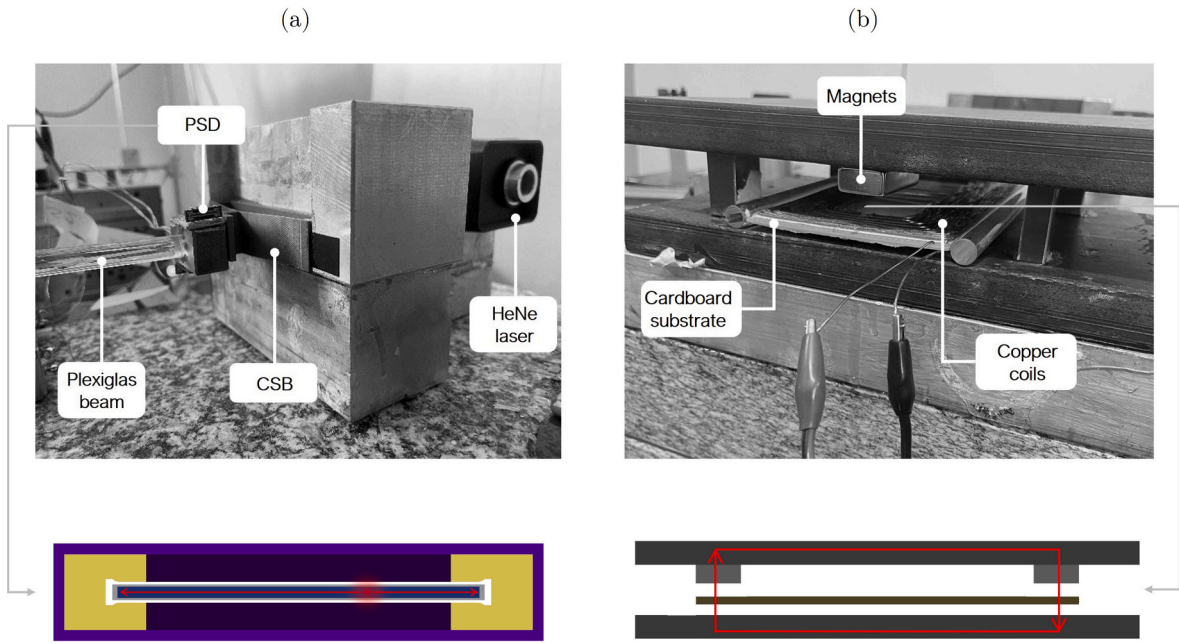 (a)
(b)
PSD
Magnets
HeNe
laser
Plexiglas
beam
CSB
Cardboard
substrate
Copper
coils